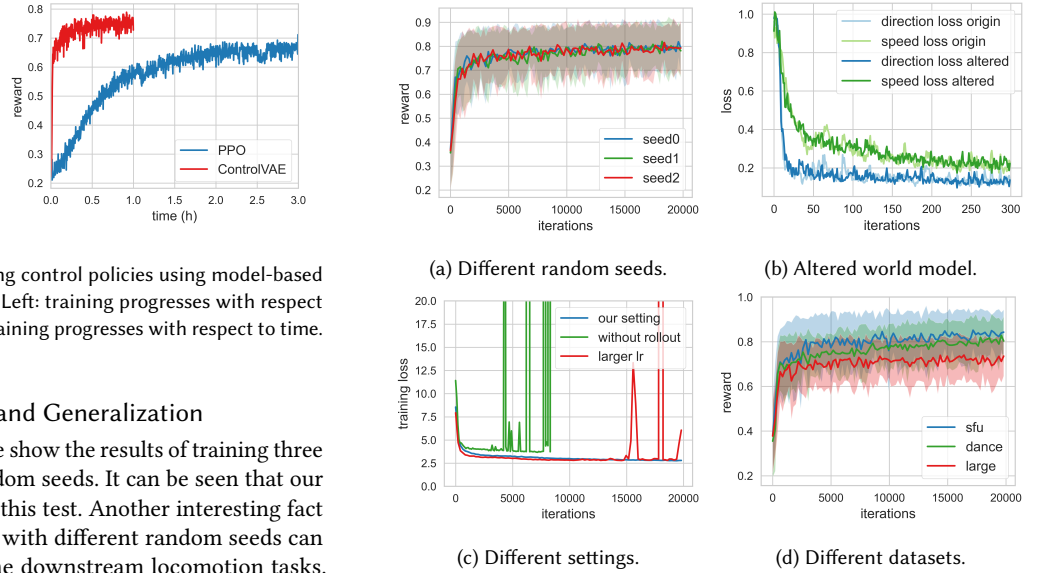 0.8
0.7
0.6
0.5
0.4
0.3
0.2
reward
PPO
ControlVAE
0.0 0.5 1.0 1.5 2.0 2.5 3.0
time (h)
ng control policies using model-based
Left: training progresses with respect
aining progresses with respect to time.
and Generalization
e show the results of training three
dom seeds. It can be seen that our
this test. Another interesting fact
with different random seeds can
ne downstream locomotion tasks.
0.9
0.8
0.7
0.6
0.5
0.4
0.3
0.2
reward
seed0
seed1
seed2
0 5000 10000 15000 20000
iterations
(a) Different random seeds.
1.0
0.8
0.6
0.4
0.2
loss
direction loss origin
speed loss origin
direction loss altered
speed loss altered
0 50 100 150 200 250 300
iterations
(b) Altered world model.
20.0
17.5
15.0
12.5
10.0
7.5
5.0
2.5
0.0
training loss
our setting
without rollout
larger lr
0 5000 10000 15000 20000
iterations
(c) Different settings.
1.0
0.8
0.6
0.4
0.2
reward
sfu
dance
large
0 5000 10000 15000 20000
iterations
(d) Different datasets.